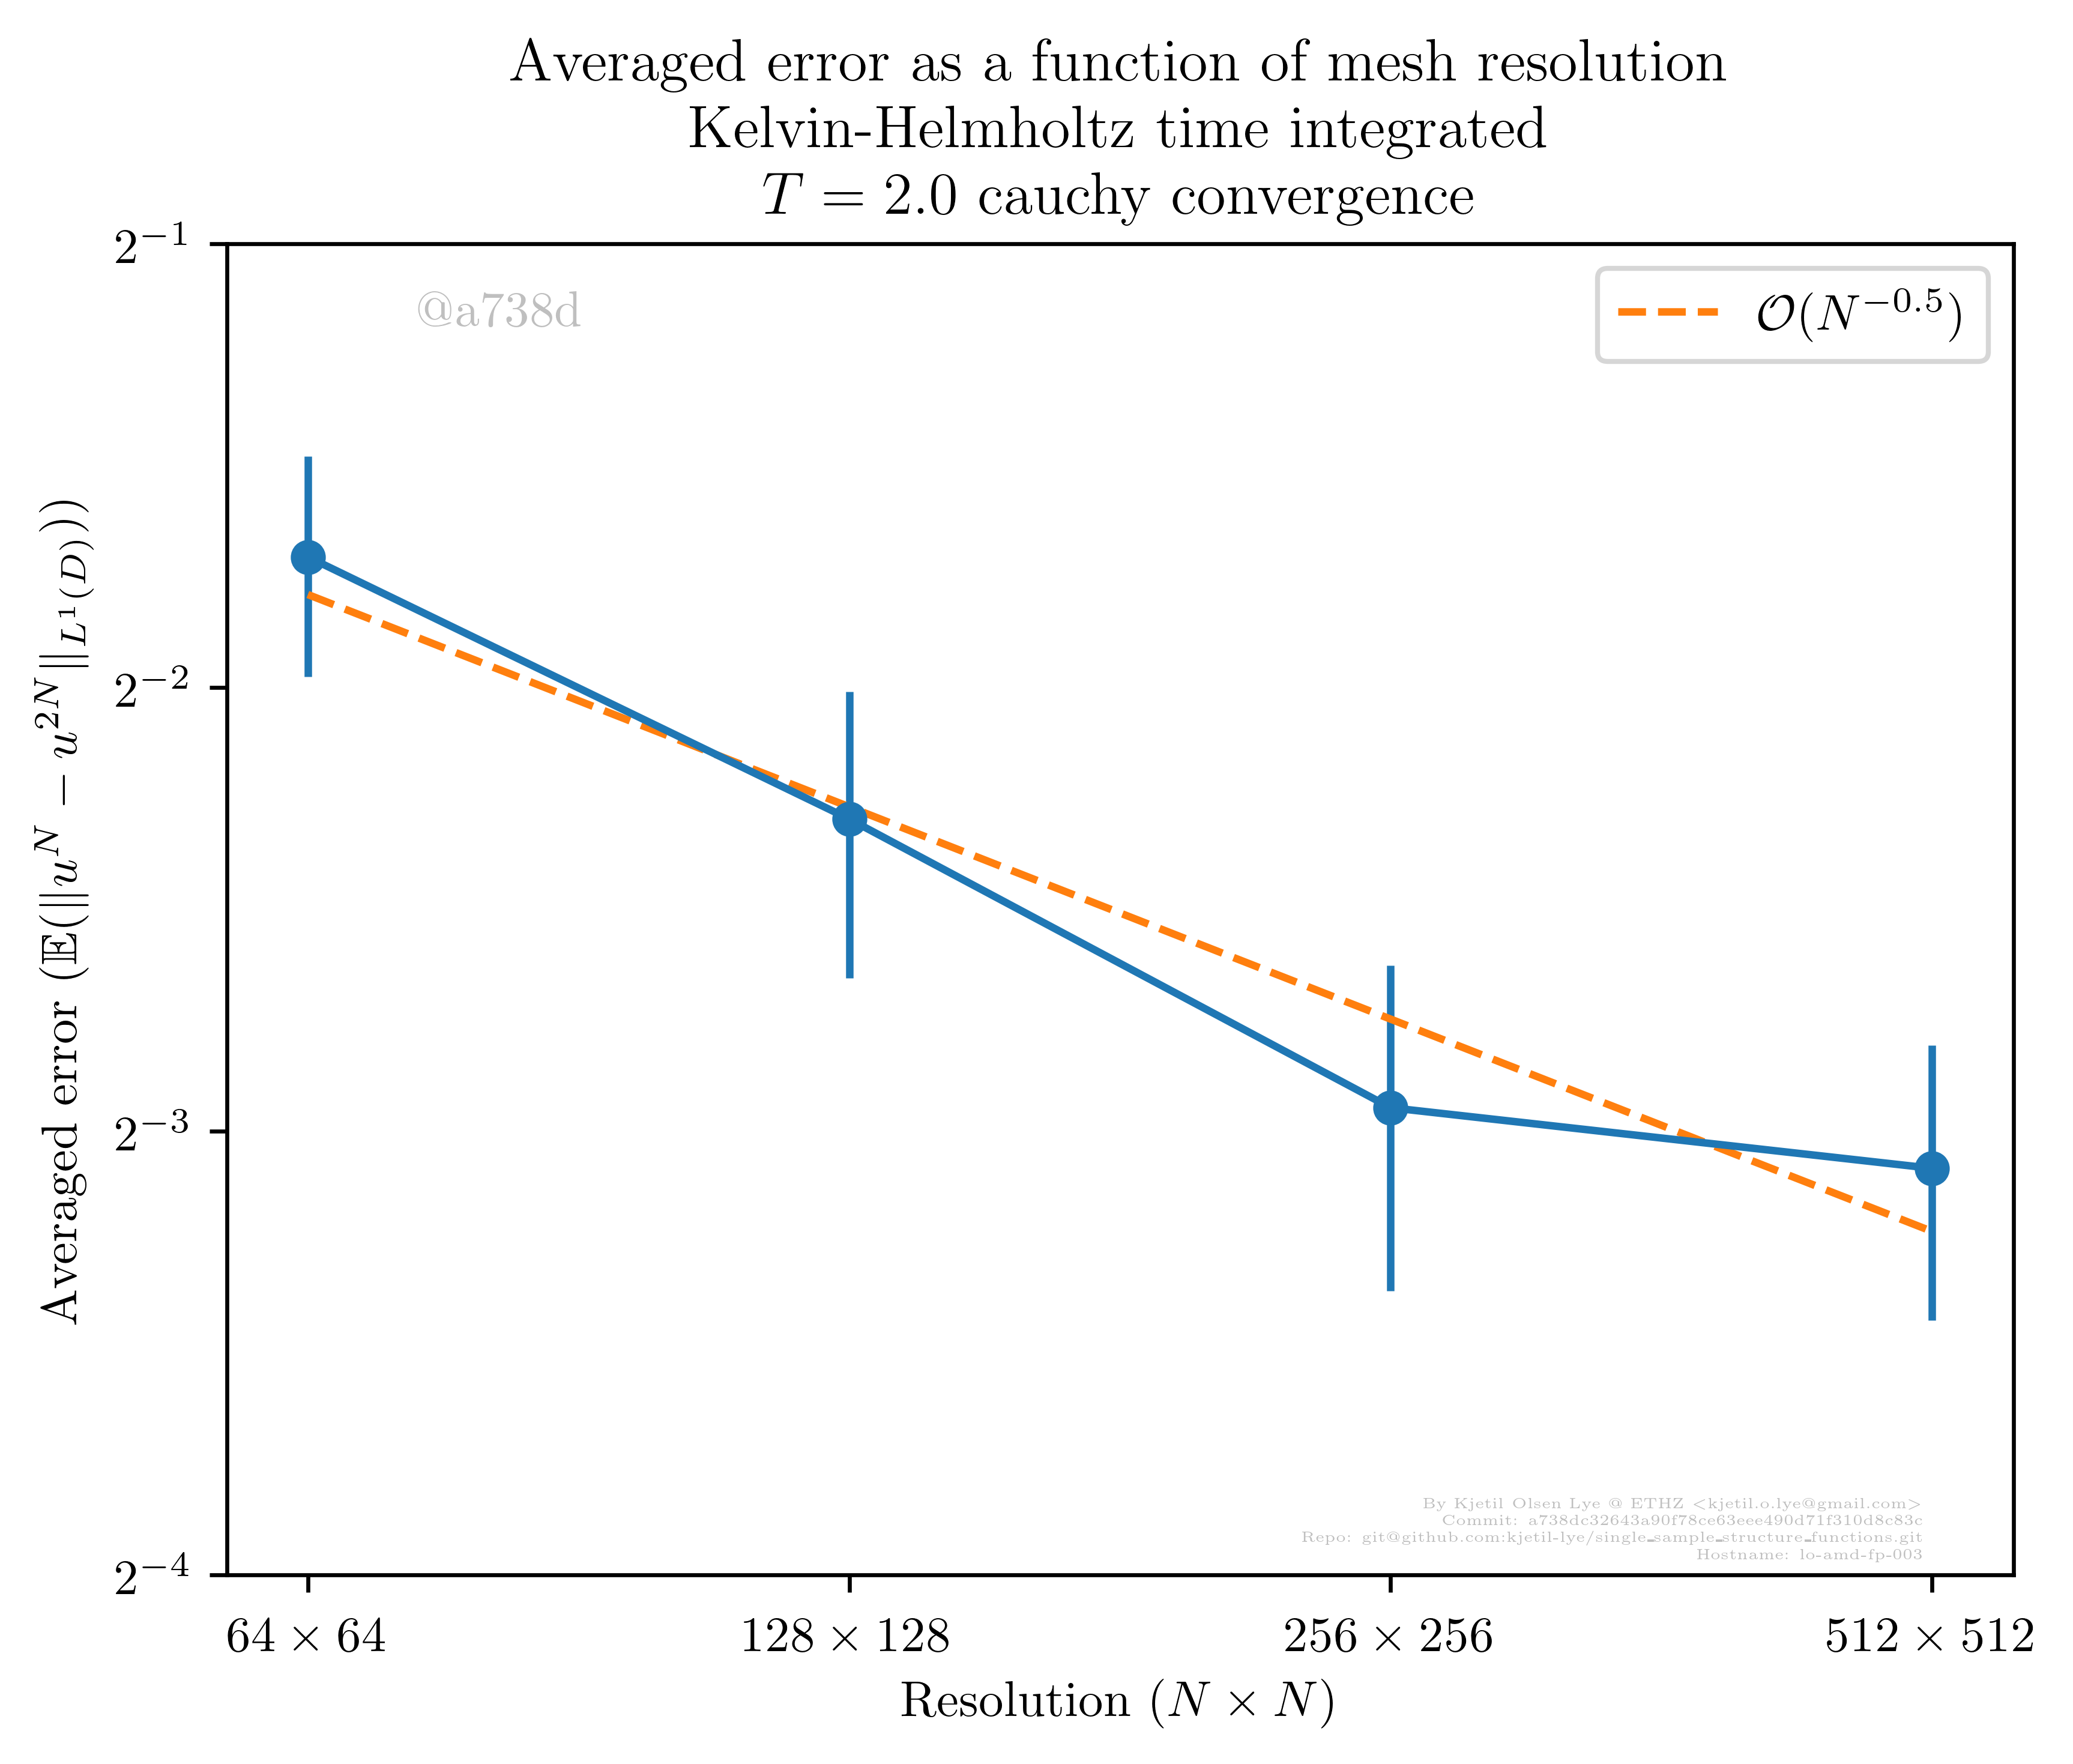 Averaged error as a function of mesh resolution
Kelvin-Helmholtz time integrated
T = 2.0 cauchy convergence
2⁻¹
@a738d
𝒪(N⁻⁰·⁵)
2⁻²
2⁻³
2⁻⁴
Averaged error (𝔼(||uᴺ − u²ᴺ||_{L¹(D)}))
By Kjetil Olsen Lye @ ETHZ <kjetil.o.lye@gmail.com>
Commit: a738dc32643a90f78ce63eee490d71f310d8c83c
Repo: git@github.com:kjetil-lye/single_sample_structure_functions.git
Hostname: lo-amd-fp-003
64 × 64 128 × 128 256 × 256 512 × 512
Resolution (N × N)